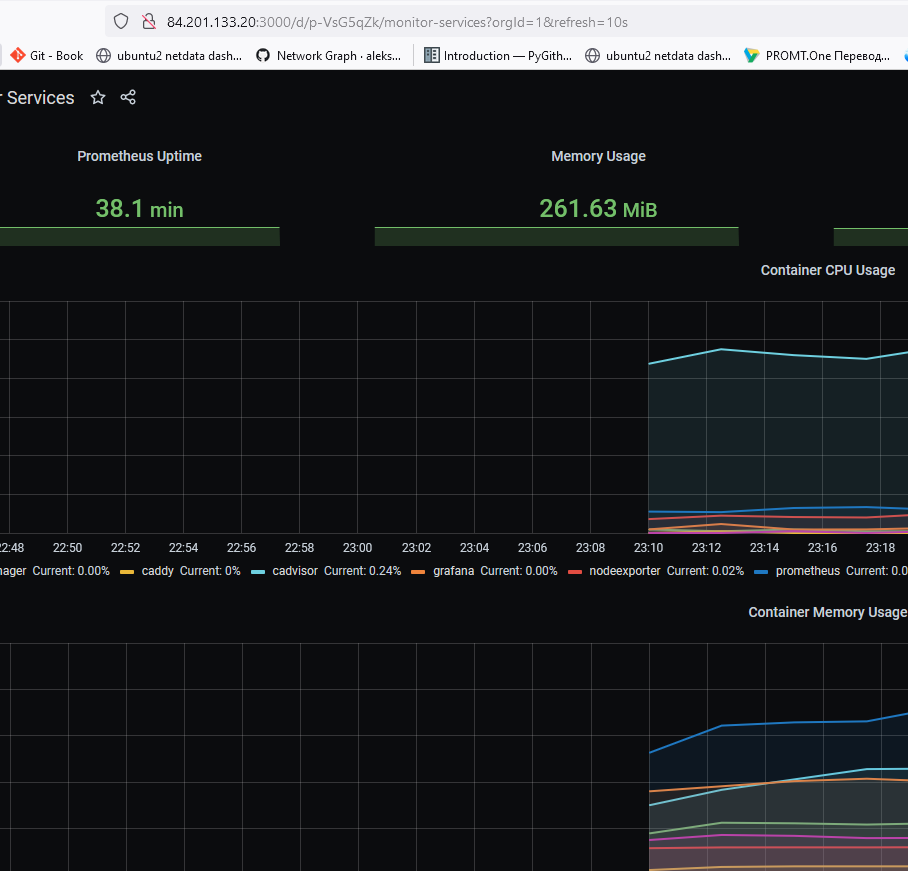 84.201.133.20:3000/d/p-VsG5qZk/monitor-services?orgId=1&refresh=10s
Git - Book ubuntu2 netdata dash... Network Graph · aleks... Introduction — PyGith... ubuntu2 netdata dash... PROMT.One Перевод...
r Services
Prometheus Uptime Memory Usage
38.1 min 261.63 MiB
Container CPU Usage
22:48 22:50 22:52 22:54 22:56 22:58 23:00 23:02 23:04 23:06 23:08 23:10 23:12 23:14 23:16 23:18
nager Current: 0.00% caddy Current: 0% cadvisor Current: 0.24% grafana Current: 0.00% nodeexporter Current: 0.02% prometheus Current: 0.0
Container Memory Usage